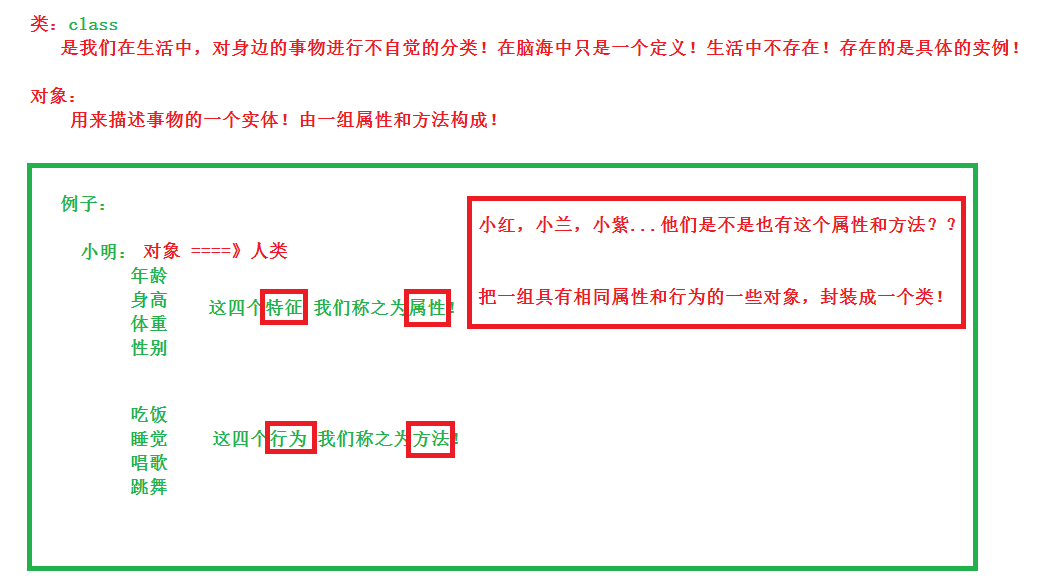 类：class
是我们在生活中，对身边的事物进行不自觉的分类！在脑海中只是一个定义！生活中不存在！存在的是具体的实例！
对象：
用来描述事物的一个实体！由一组属性和方法构成！
例子：
小明： 对象 ====》人类
年龄
身高
体重
性别
这四个特征 我们称之为属性！
吃饭
睡觉
唱歌
跳舞
这四个行为 我们称之为方法！
小红，小兰，小紫...他们是不是也有这个属性和方法？？
把一组具有相同属性和行为的一些对象，封装成一个类！